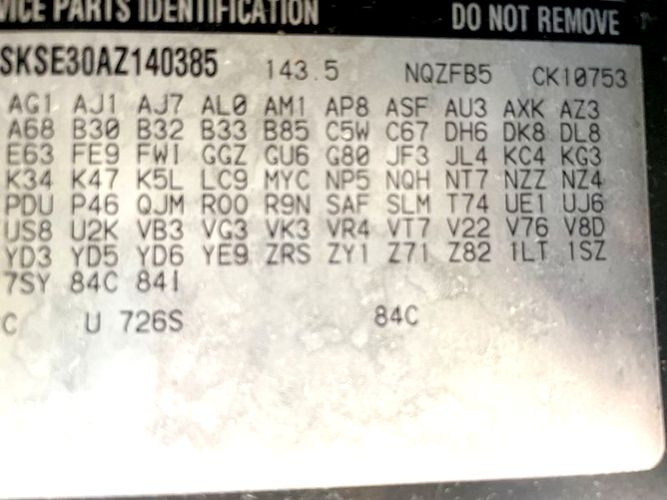 VICE PARTS IDENTIFICATION DO NOT REMOVE
SKSE30AZ140385 143.5 NQZFB5 CK10753
AG1 AJ1 AJ7 AL0 AM1 AP8 ASF AU3 AXK AZ3
A68 B30 B32 B33 B85 C5W C67 DH6 DK8 DL8
E63 FE9 FWI GGZ GU6 G80 JF3 JL4 KC4 KG3
K34 K47 K5L LC9 MYC NP5 NQH NT7 NZZ NZ4
PDU P46 QJM R00 R9N SAF SLM T74 UE1 UJ6
US8 U2K VB3 VG3 VK3 VR4 VT7 V22 V76 V8D
YD3 YD5 YD6 YE9 ZRS ZY1 Z71 Z82 1LT 1SZ
7SY 84C 84I
C U 726S 84C